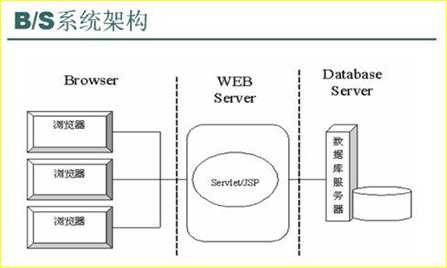 B/S系统架构
Browser
WEB
Server
Database
Server
浏览器
浏览器
浏览器
Servlet/JSP
数据库服务器